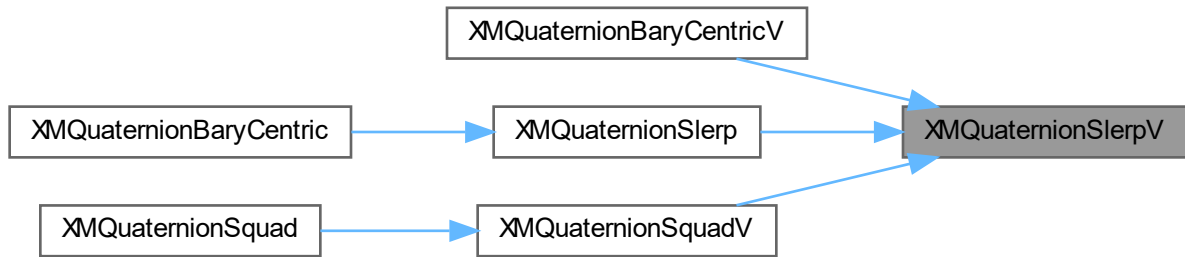 XMQuaternionBaryCentricV
XMQuaternionBaryCentric
XMQuaternionSlerp
XMQuaternionSlerpV
XMQuaternionSquad
XMQuaternionSquadV